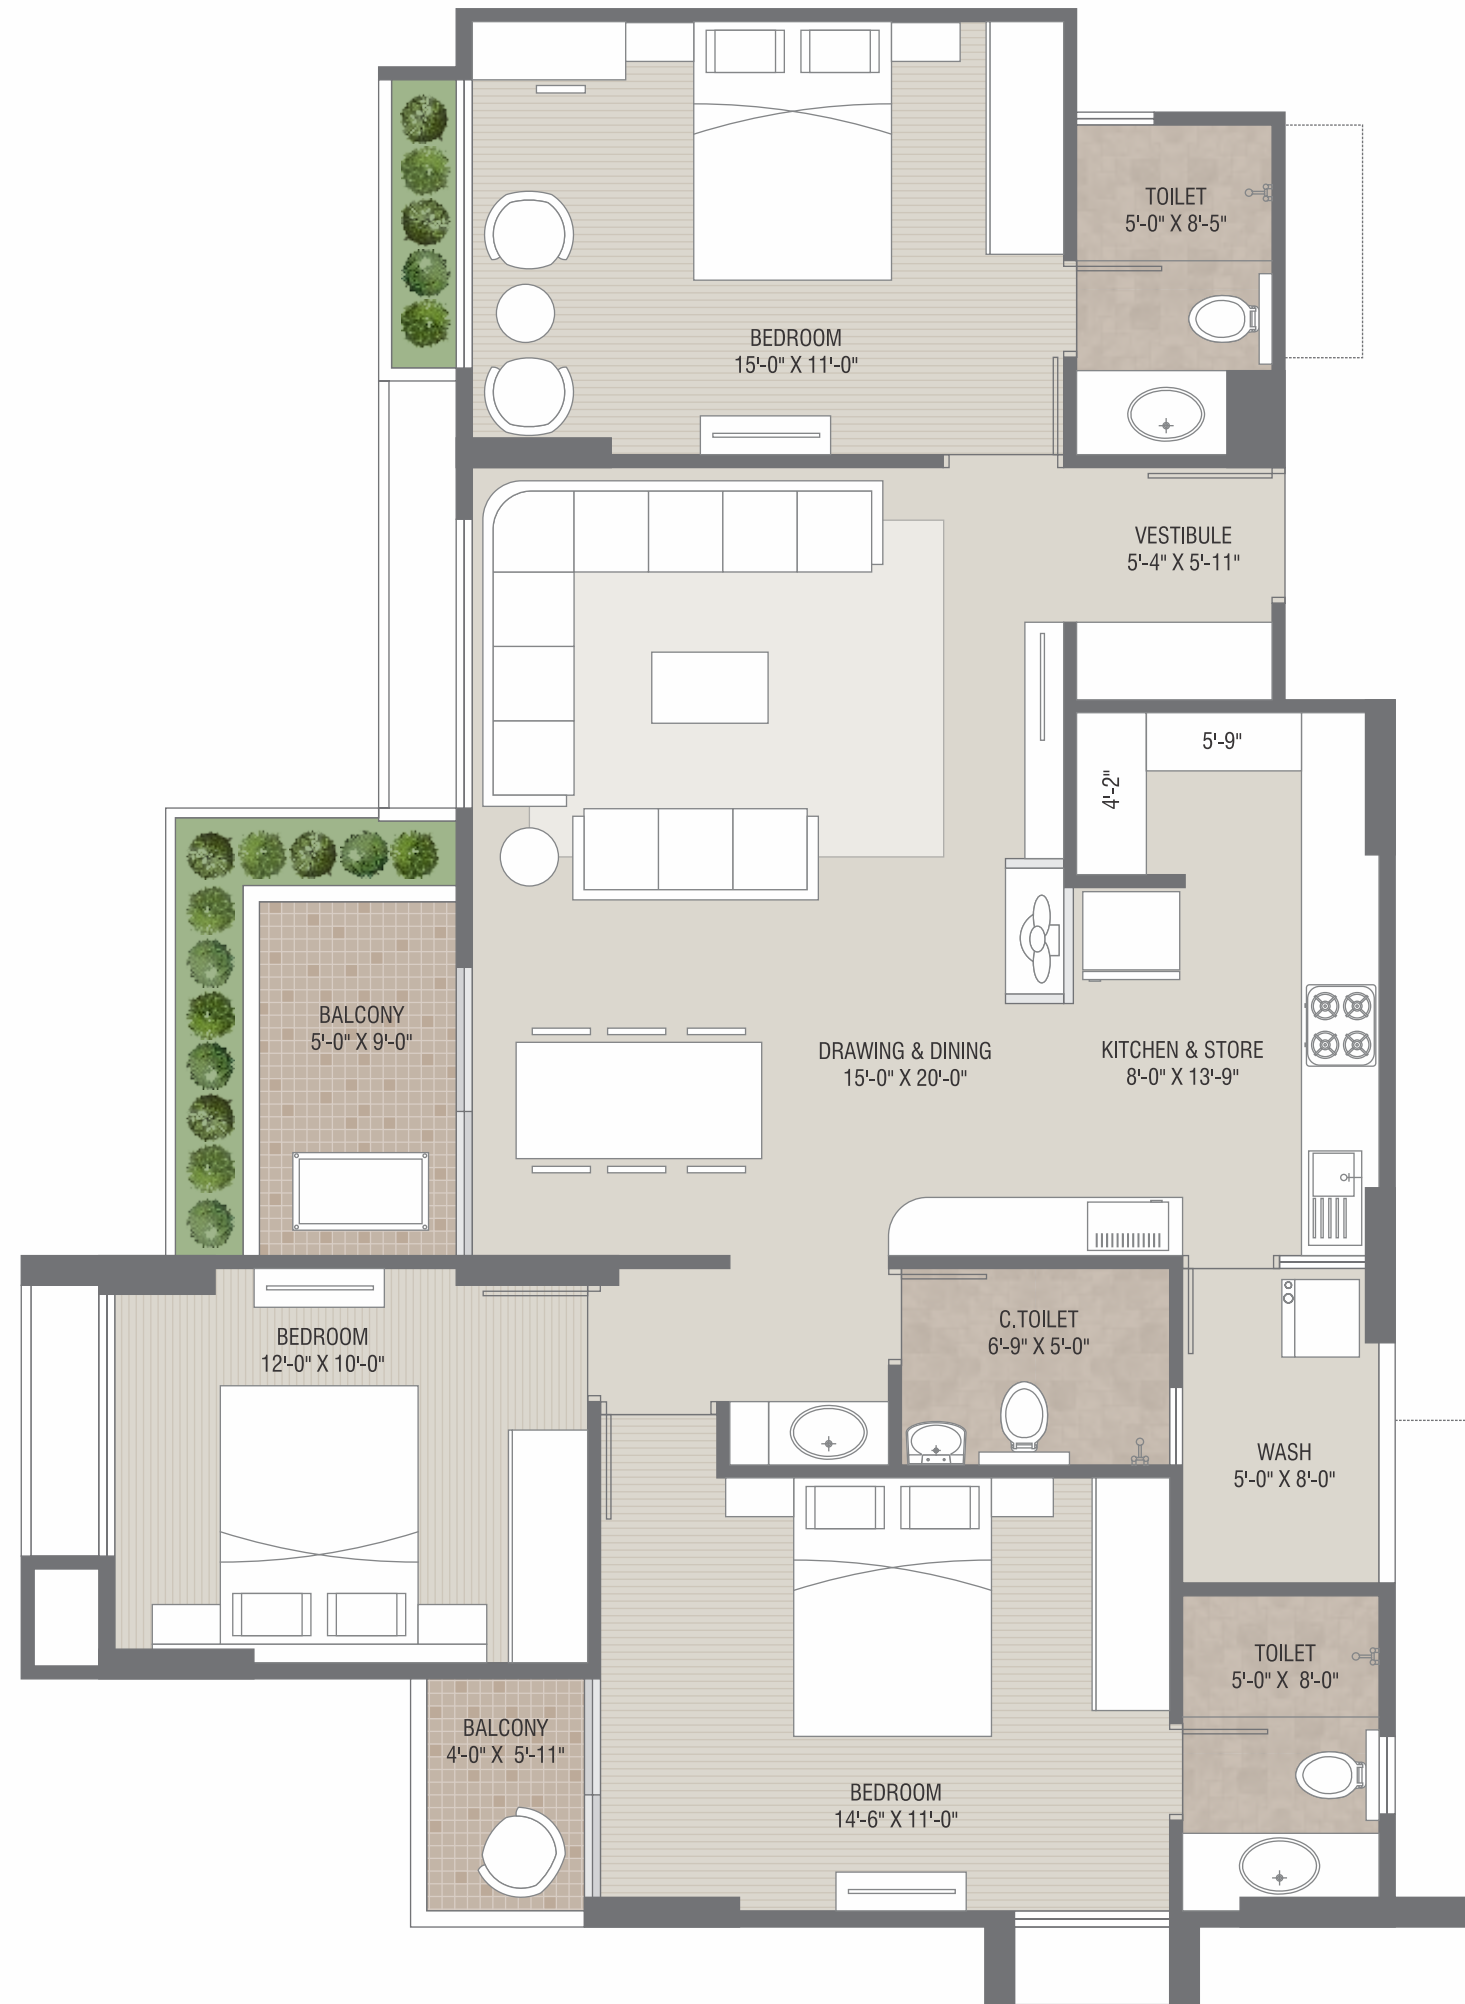 TOILET
5'-0" X 8'-5"
BEDROOM
15'-0" X 11'-0"
VESTIBULE
5'-4" X 5'-11"
5'-9"
4'-2"
BALCONY
5'-0" X 9'-0"
DRAWING & DINING
15'-0" X 20'-0"
KITCHEN & STORE
8'-0" X 13'-9"
BEDROOM
12'-0" X 10'-0"
C.TOILET
6'-9" X 5'-0"
WASH
5'-0" X 8'-0"
TOILET
5'-0" X 8'-0"
BALCONY
4'-0" X 5'-11"
BEDROOM
14'-6" X 11'-0"